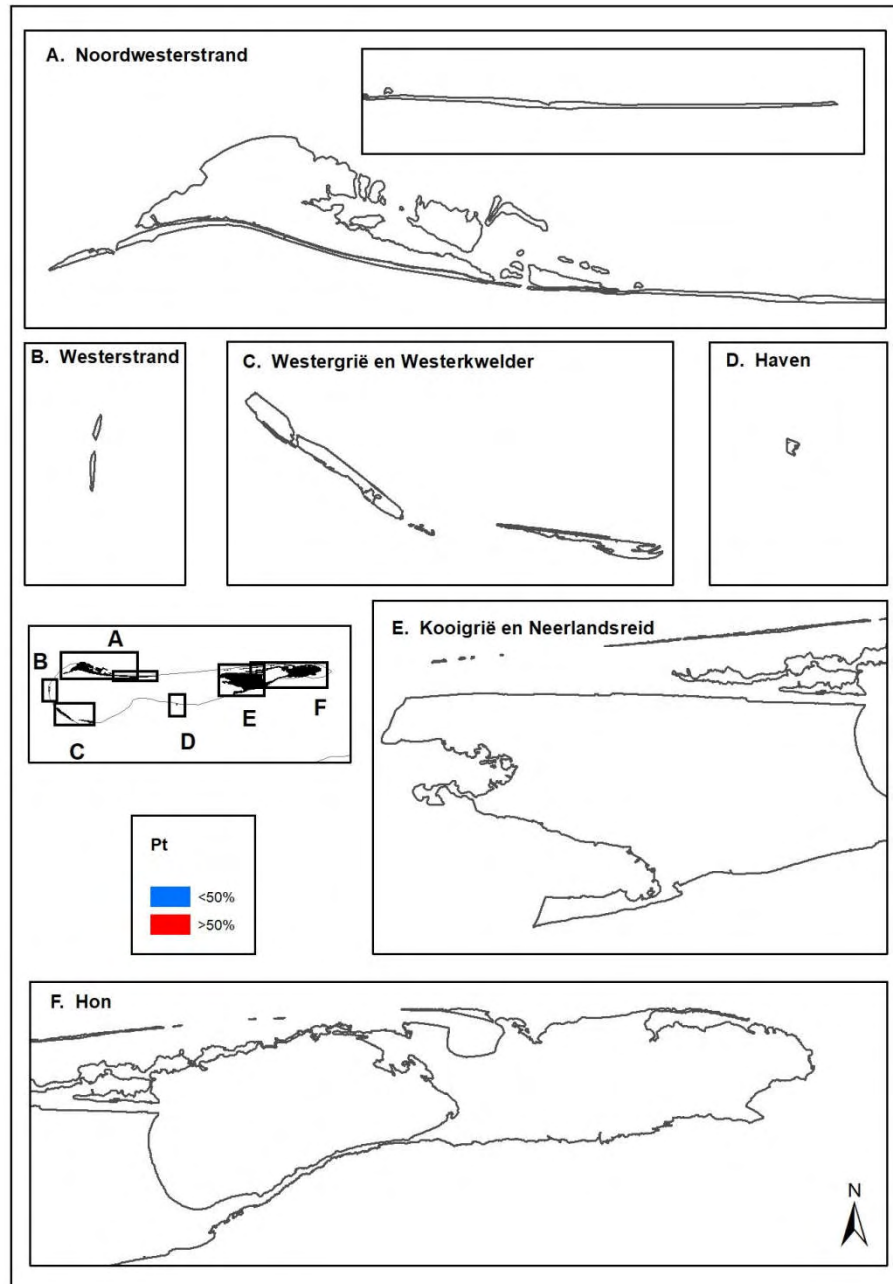 A. Noordwesterstrand
B. Westerstrand
C. Westergrië en Westerkwelder
D. Haven
A
B
C
D
E
F
E. Kooigrië en Neerlandsreid
Pt
<50%
>50%
F. Hon
N